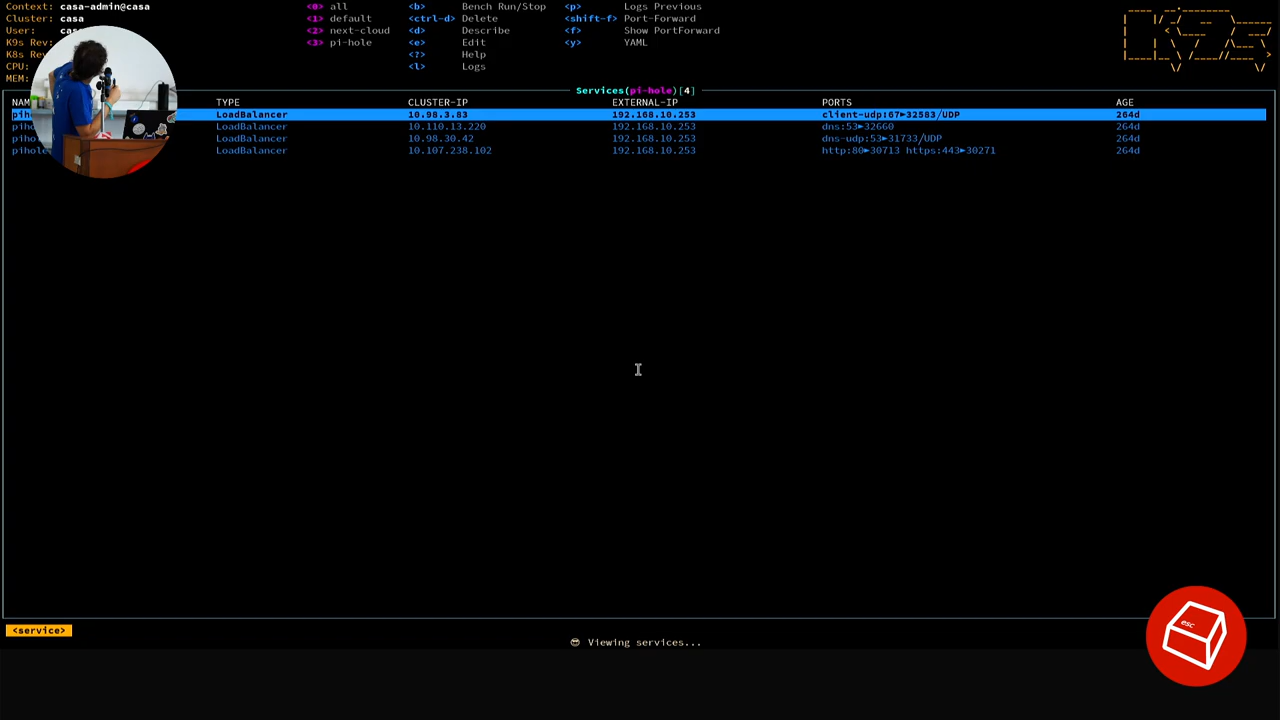 Context: casa-admin@casa <0> all <b> Bench Run/Stop <p> Logs Previous
Cluster: casa <1> default <ctrl-d> Delete <shift-f> Port-Forward
User: <2> next-cloud <d> Describe <f> Show PortForward
K9s Rev: <3> pi-hole <e> Edit <y> YAML
K8s Rev <?> Help
CPU: <l> Logs
MEM:
Services(pi-hole)[4]
TYPE CLUSTER-IP EXTERNAL-IP PORTS AGE
LoadBalancer 10.98.3.83 192.168.10.253 client-udp:67►32583/UDP 264d
LoadBalancer 10.110.13.220 192.168.10.253 dns:53►32660 264d
LoadBalancer 10.98.30.42 192.168.10.253 dns-udp:53►31733/UDP 264d
LoadBalancer 10.107.238.102 192.168.10.253 http:80►30713 https:443►30271 264d
<service>
Viewing services...
esc